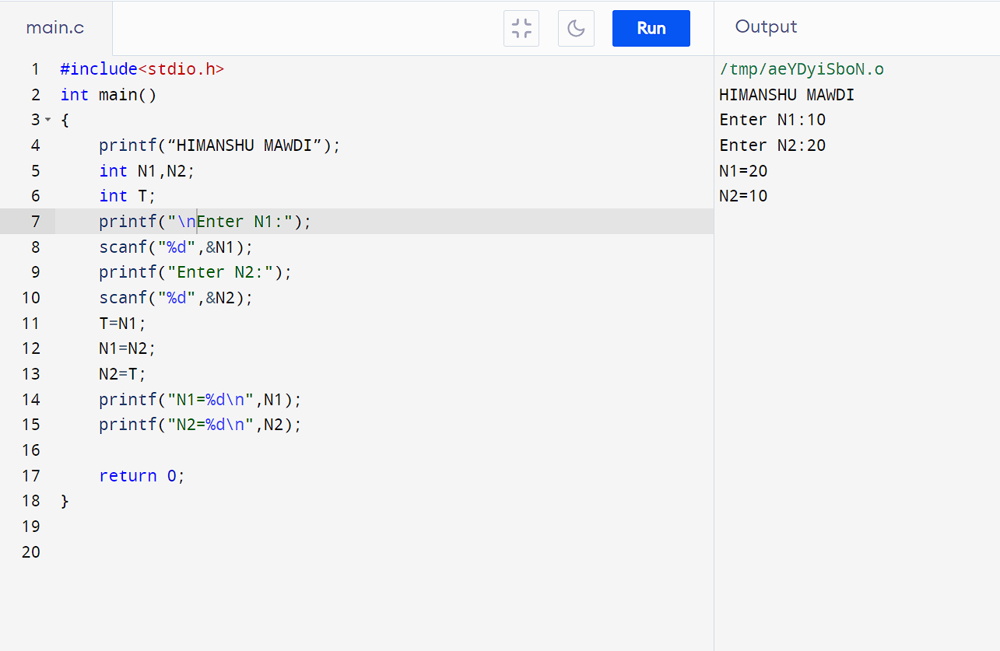 main.c
Run
Output
1 #include<stdio.h>
2 int main()
3 {
4 printf(“HIMANSHU MAWDI”);
5 int N1,N2;
6 int T;
7 printf("\nEnter N1:");
8 scanf("%d",&N1);
9 printf("Enter N2:");
10 scanf("%d",&N2);
11 T=N1;
12 N1=N2;
13 N2=T;
14 printf("N1=%d\n",N1);
15 printf("N2=%d\n",N2);
16
17 return 0;
18 }
19
20
/tmp/aeYDyiSboN.o
HIMANSHU MAWDI
Enter N1:10
Enter N2:20
N1=20
N2=10